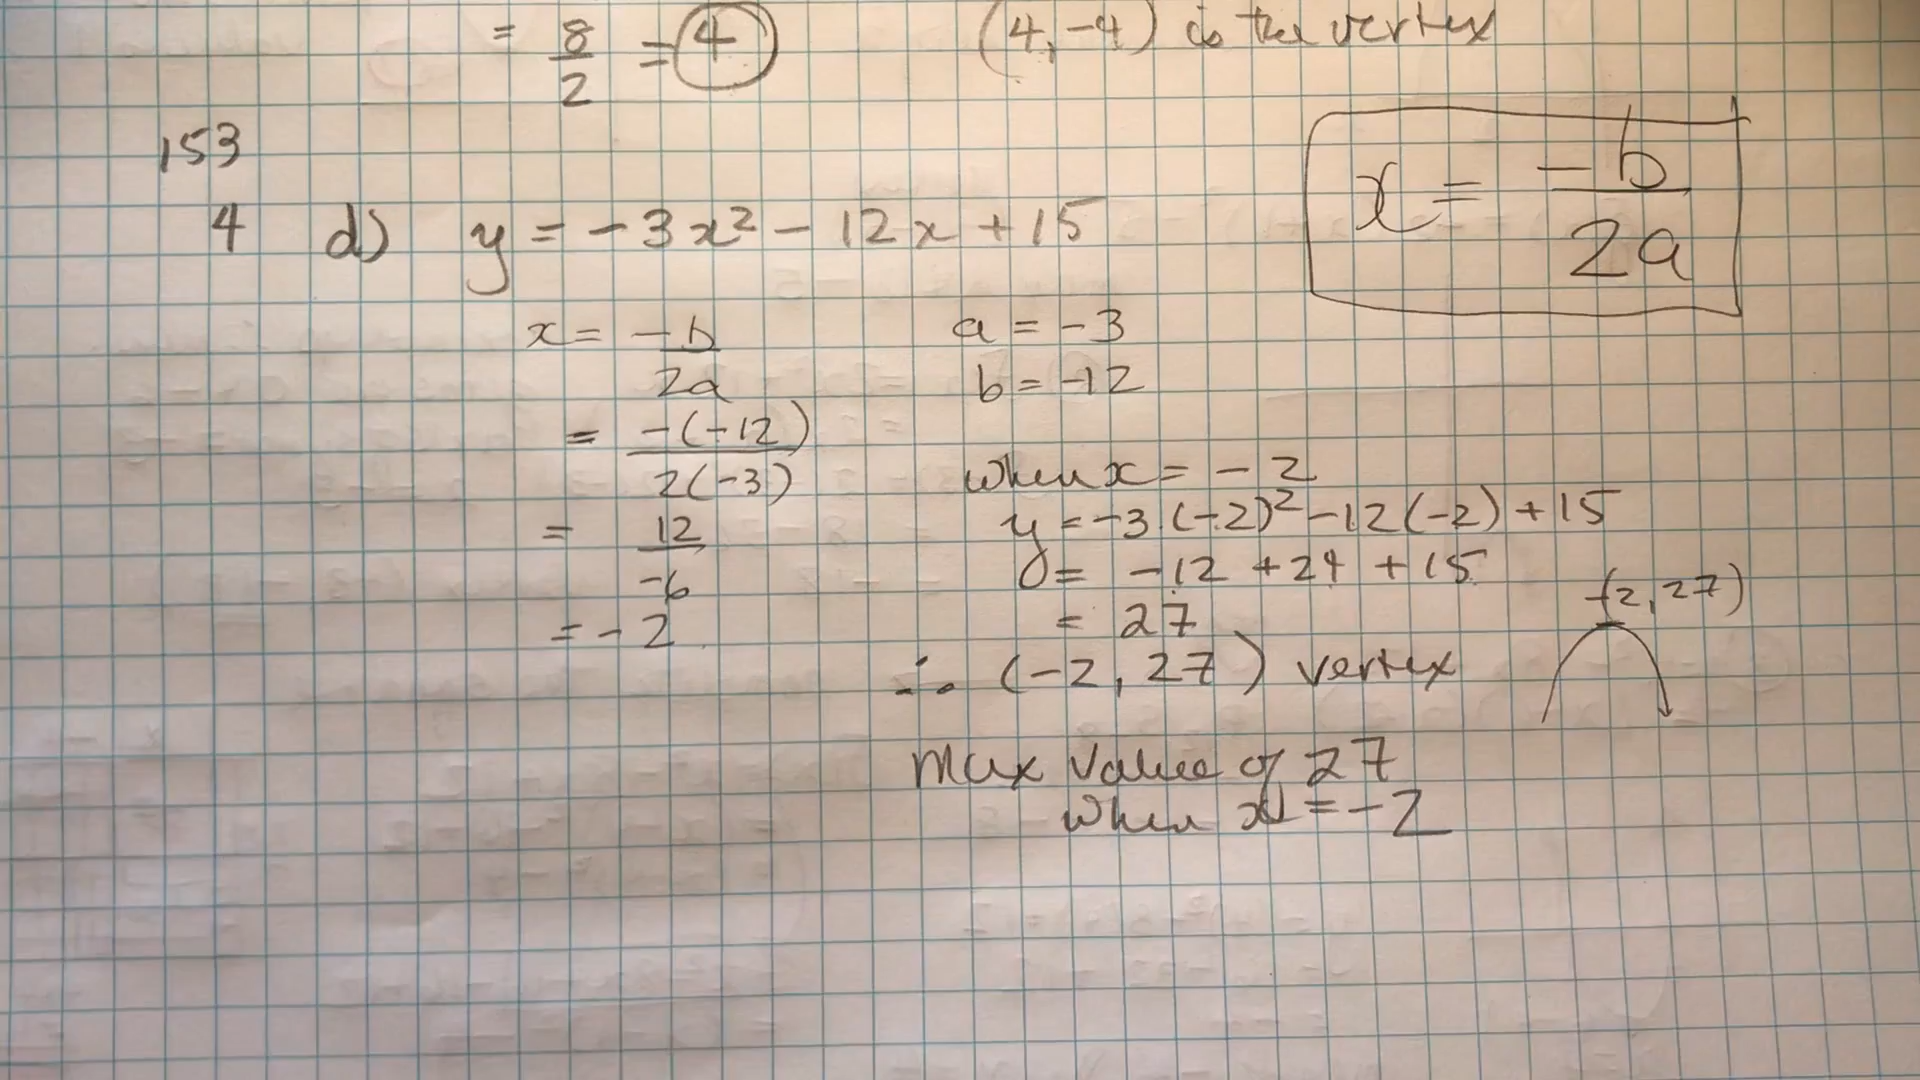 = 8/2 = 4
(4, -4) is the vertex
153
4 d) y = -3x² - 12x + 15
x = -b/2a
x = -b/2a
= -(-12)/2(-3)
= 12/-6
= -2
a = -3
b = -12
when x = -2
y = -3(-2)² - 12(-2) + 15
y = -12 + 24 + 15
= 27
∴ (-2, 27) vertex
(-2, 27)
Max value of 27
when x = -2